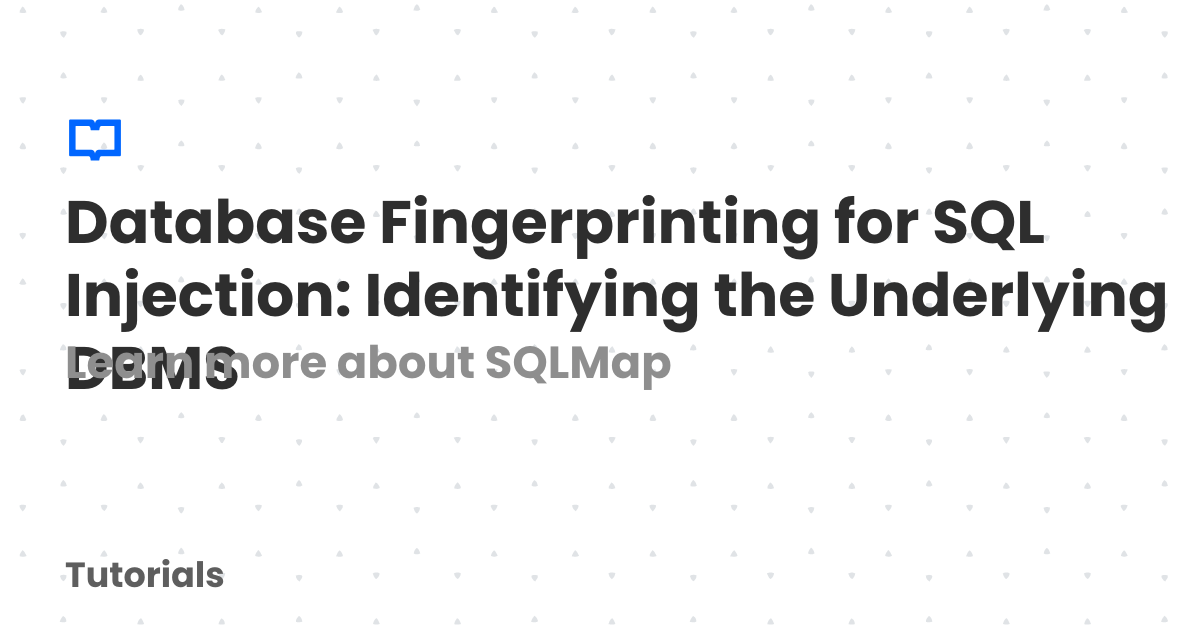 Database Fingerprinting for SQL
Injection: Identifying the Underlying
DBMS
Learn more about SQLMap
Tutorials